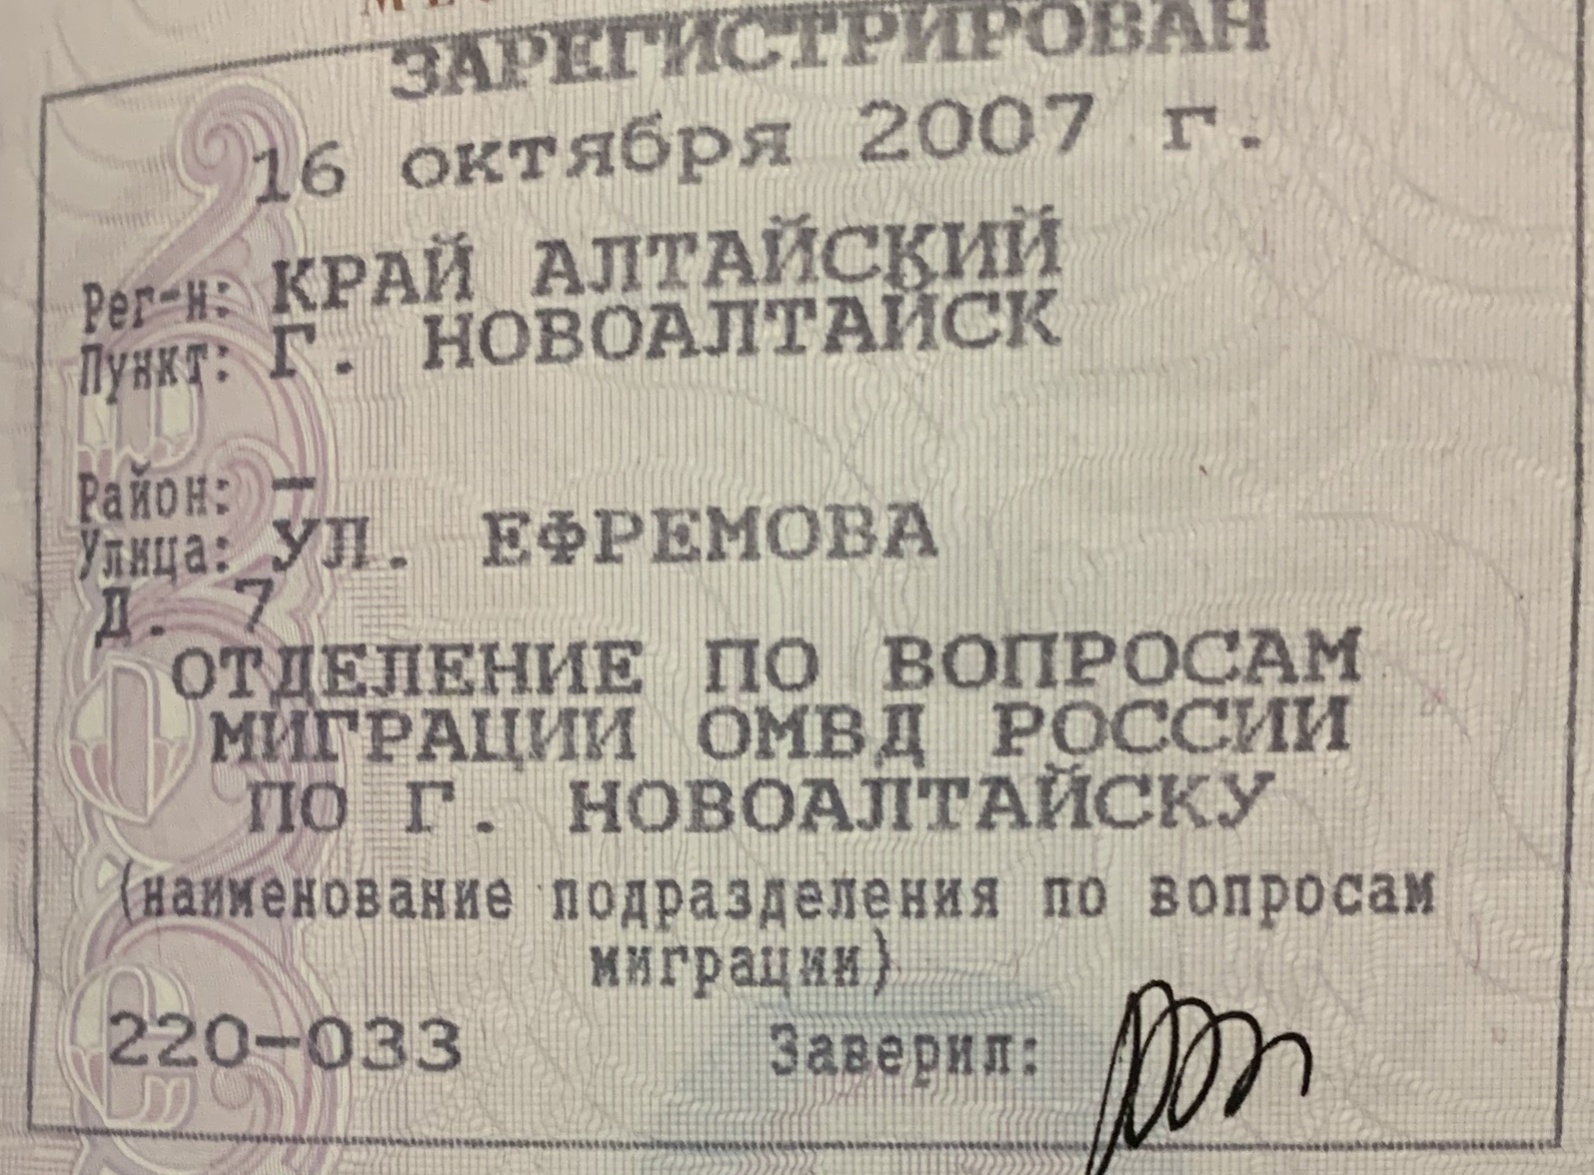 ЗАРЕГИСТРИРОВАН
16 октября 2007 г.
Рег-н: КРАЙ АЛТАЙСКИЙ
Пункт: Г. НОВОАЛТАЙСК
Район: —
Улица: УЛ. ЕФРЕМОВА
Д. 7
ОТДЕЛЕНИЕ ПО ВОПРОСАМ
МИГРАЦИИ ОМВД РОССИИ
ПО Г. НОВОАЛТАЙСКУ
(наименование подразделения по вопросам
миграции)
220-033 Заверил: